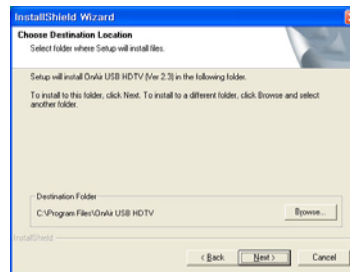 InstallShield Wizard
Choose Destination Location
Select folder where Setup will install files.
Setup will install OnAir USB HDTV (Ver 2.3) in the following folder.
To install to this folder, click Next. To install to a different folder, click Browse and select
another folder.
Destination Folder
C:\Program Files\OnAir USB HDTV
Browse...
InstallShield
< Back
Next >
Cancel